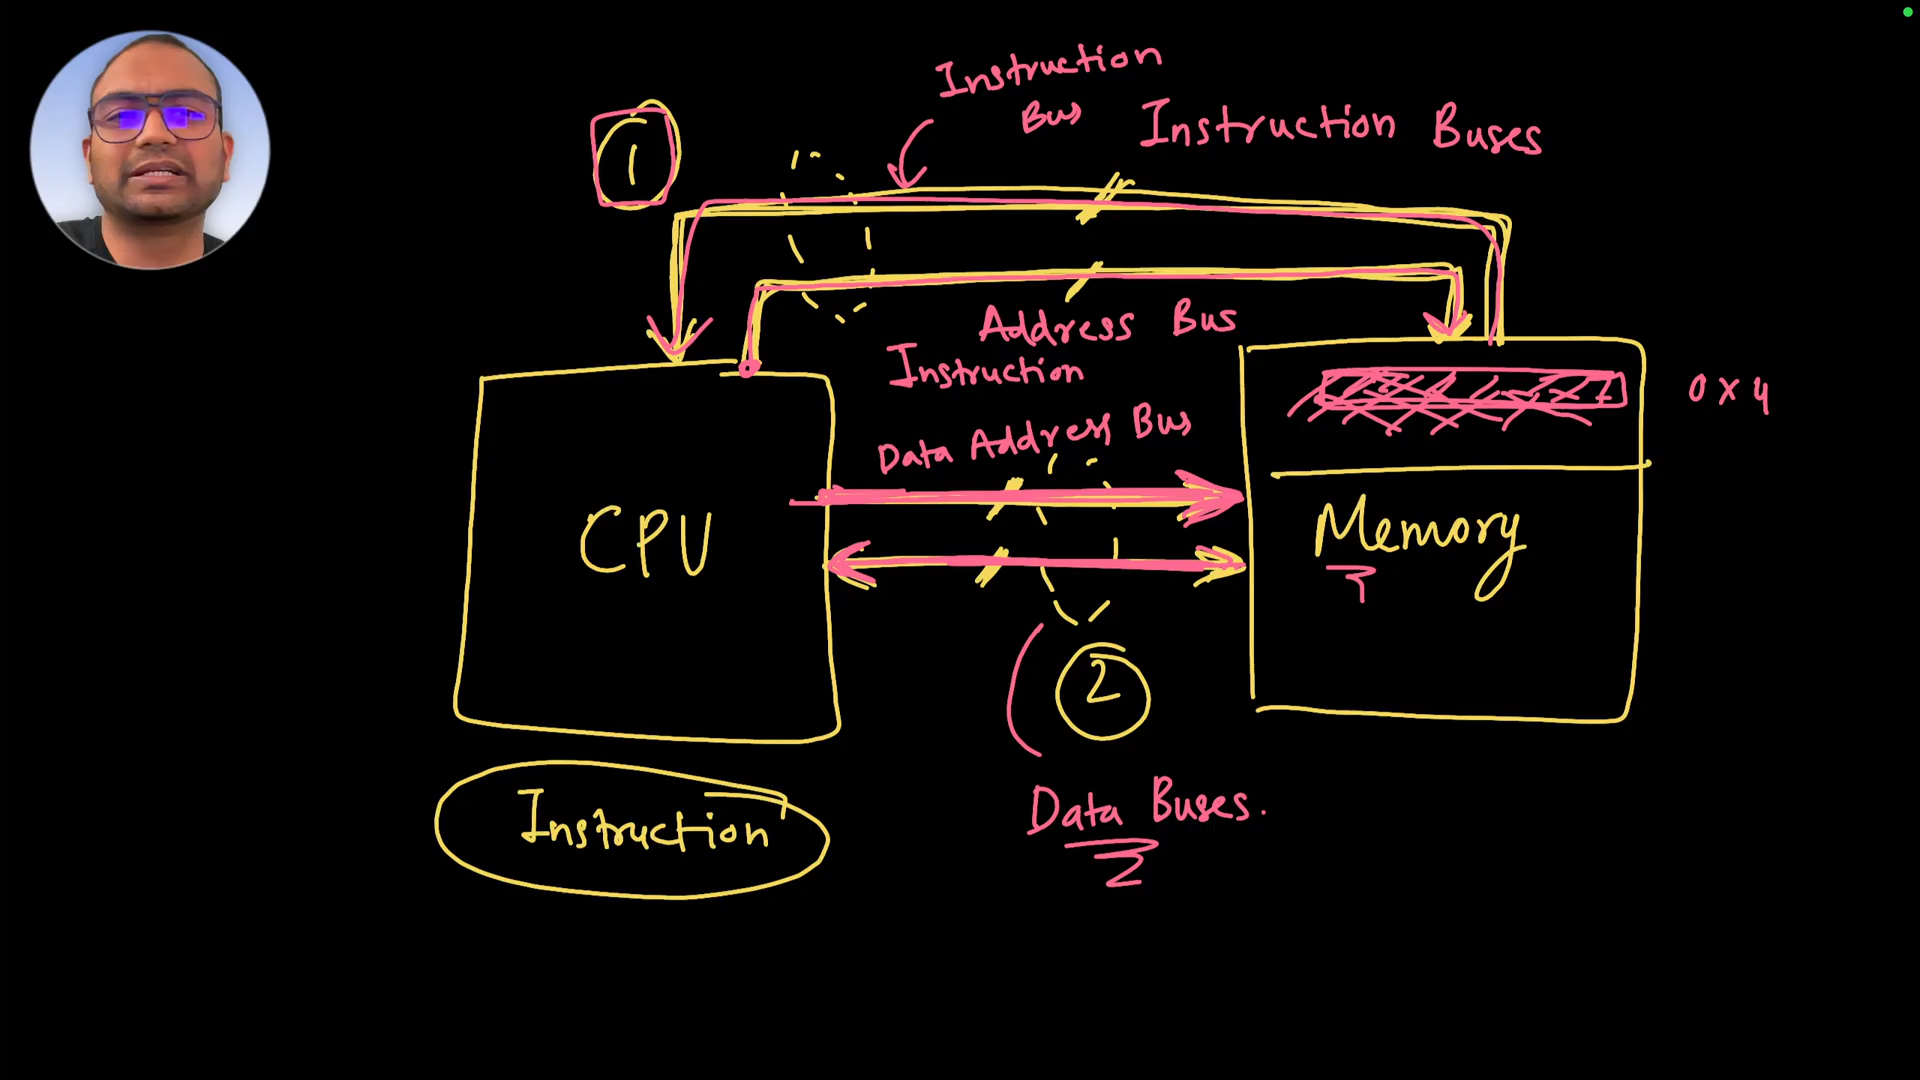 Instruction
Bus
Instruction Buses
1
Address Bus
Instruction
0x4
Data Address Bus
CPU
Memory
2
Data Buses.
Instruction